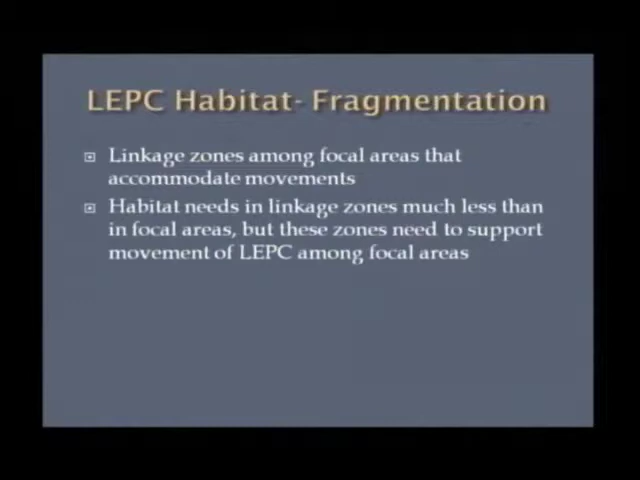 LEPC Habitat- Fragmentation
Linkage zones among focal areas that
accommodate movements
Habitat needs in linkage zones much less than
in focal areas, but these zones need to support
movement of LEPC among focal areas